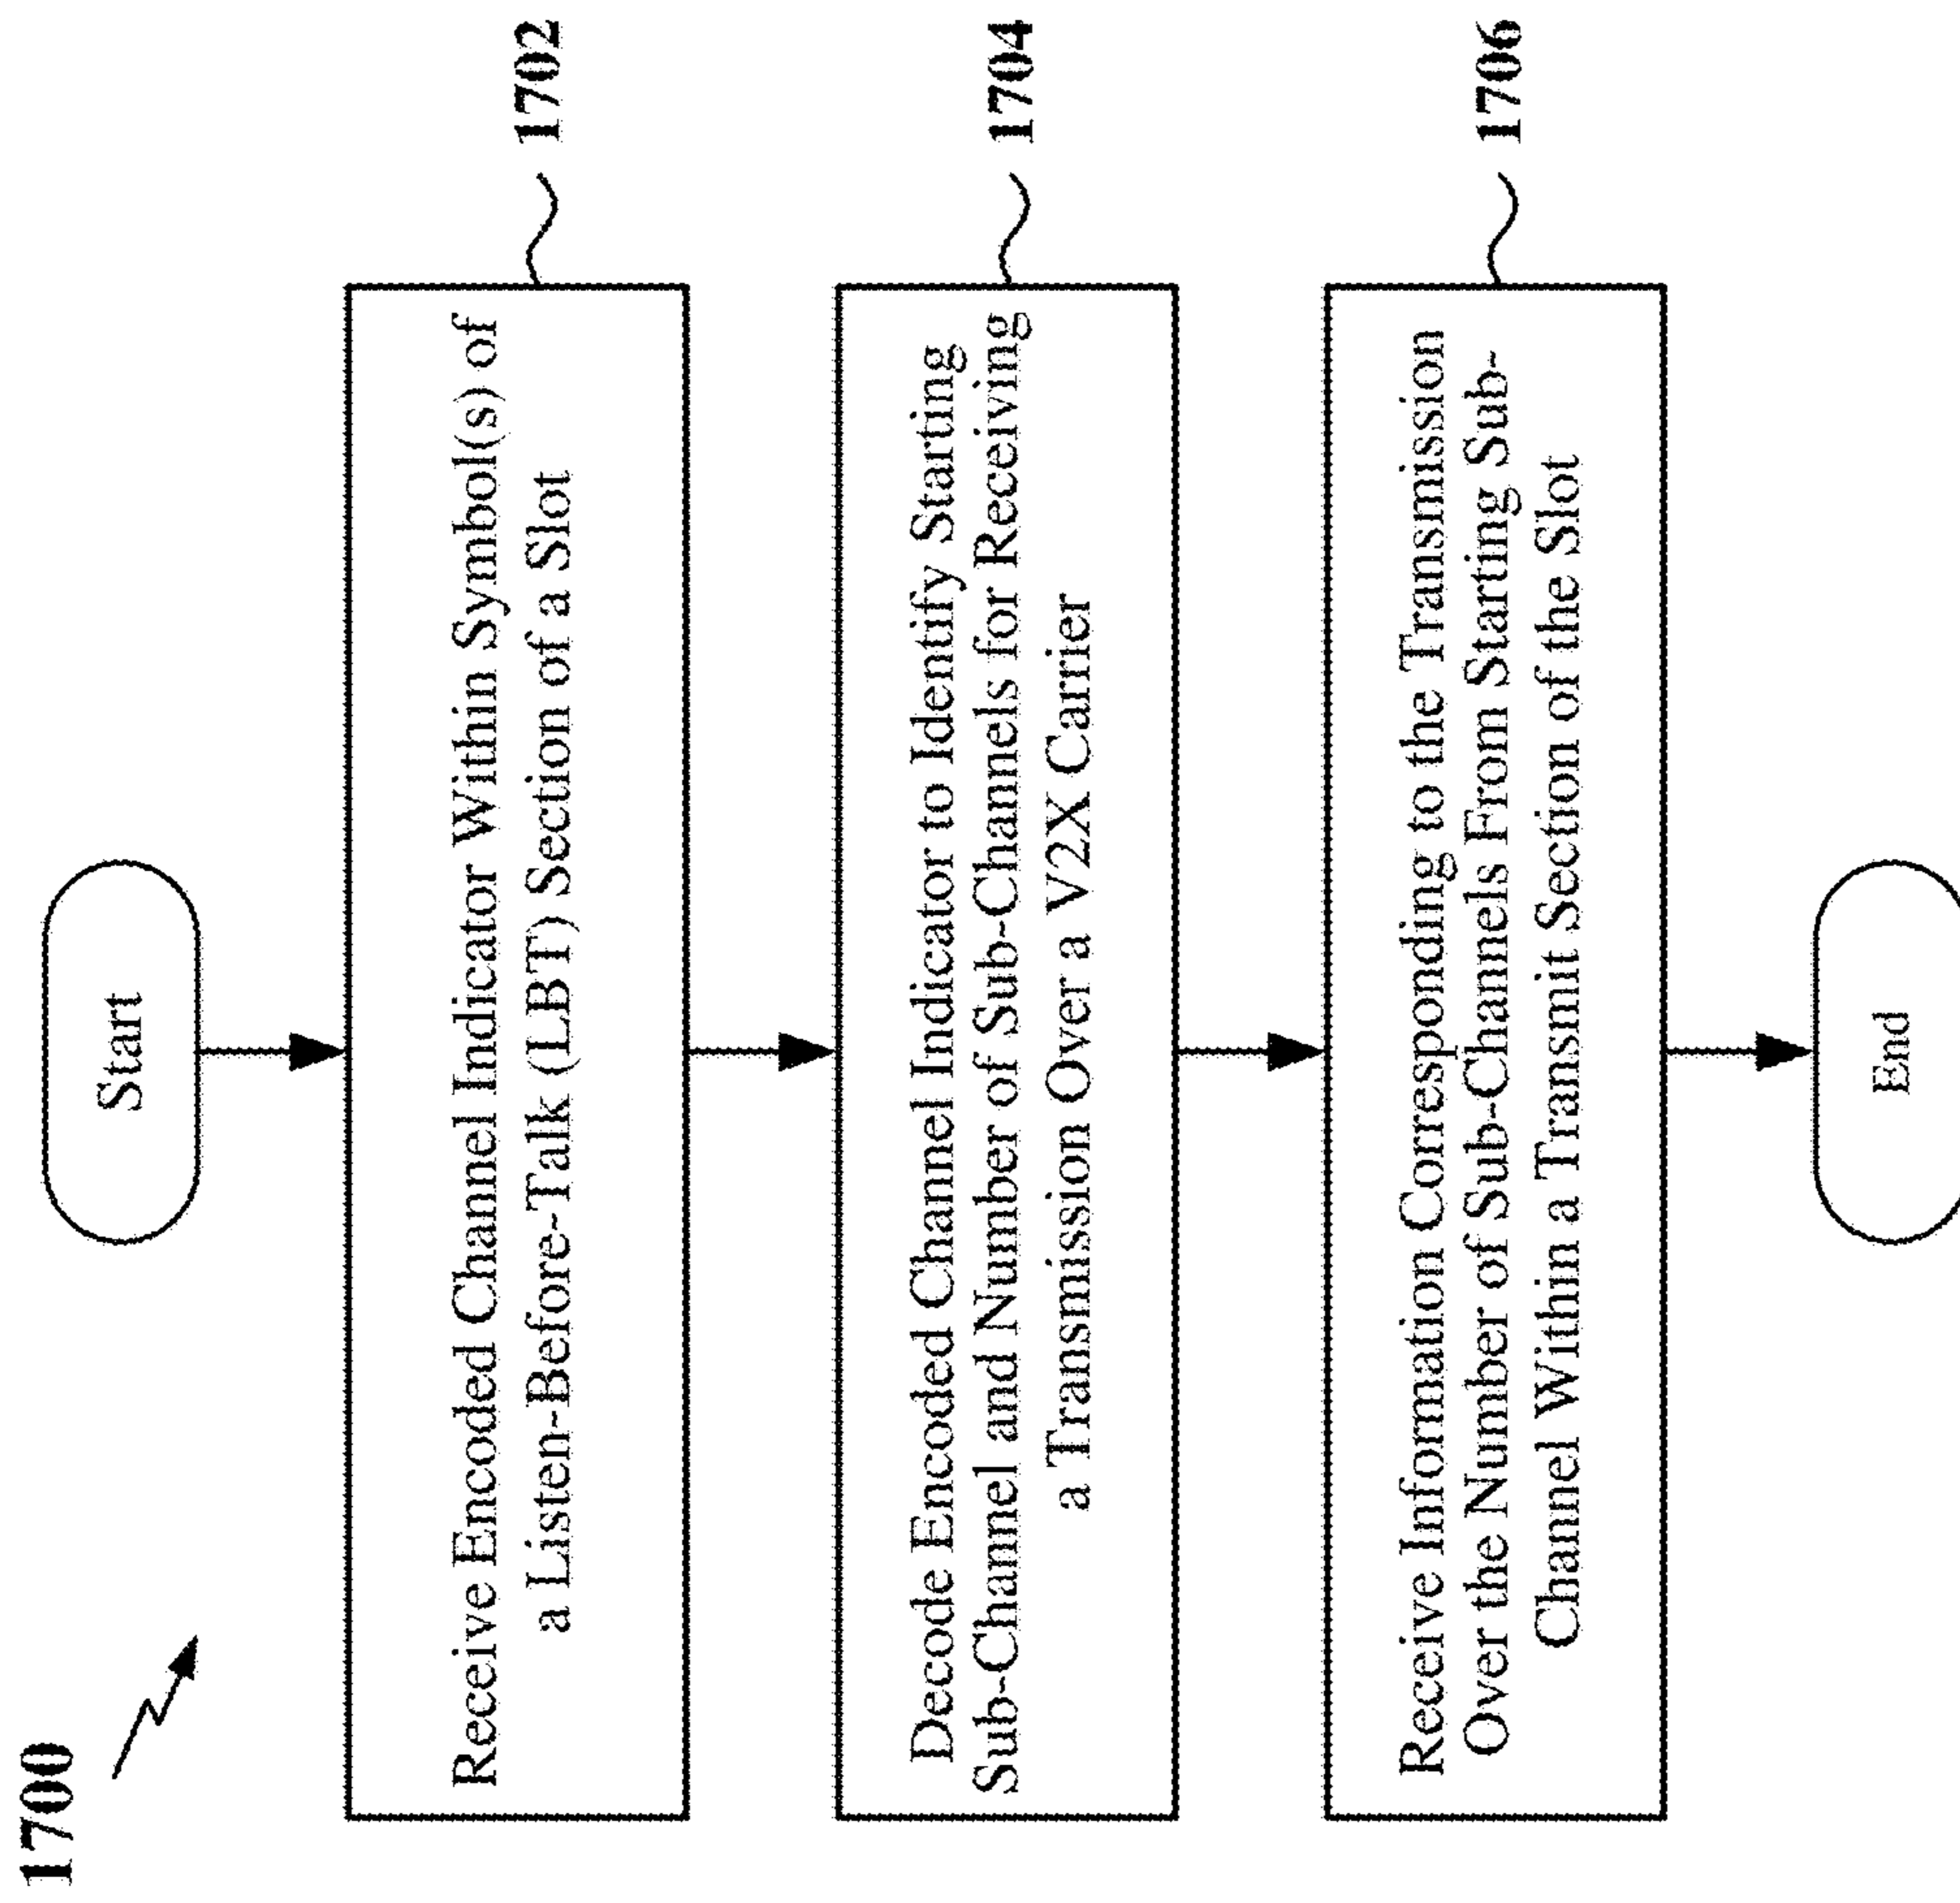 1700
Start
Receive Encoded Channel Indicator Within Symbol(s) of
a Listen-Before-Talk (LBT) Section of a Slot
1702
Decode Encoded Channel Indicator to Identify Starting
Sub-Channel and Number of Sub-Channels for Receiving
a Transmission Over a V2X Carrier
1704
Receive Information Corresponding to the Transmission
Over the Number of Sub-Channels From Starting Sub-
Channel Within a Transmit Section of the Slot
1706
End